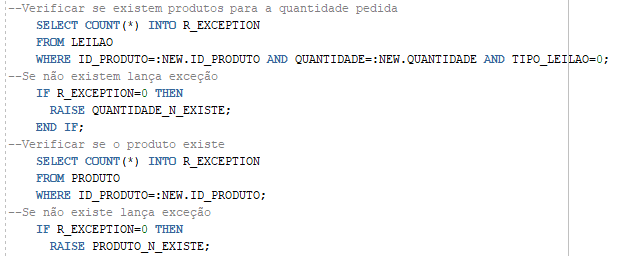 --Verificar se existem produtos para a quantidade pedida
SELECT COUNT(*) INTO R_EXCEPTION
FROM LEILAO
WHERE ID_PRODUTO=:NEW.ID_PRODUTO AND QUANTIDADE=:NEW.QUANTIDADE AND TIPO_LEILAO=0;
--Se não existem lança exceção
IF R_EXCEPTION=0 THEN
RAISE QUANTIDADE_N_EXISTE;
END IF;
--Verificar se o produto existe
SELECT COUNT(*) INTO R_EXCEPTION
FROM PRODUTO
WHERE ID_PRODUTO=:NEW.ID_PRODUTO;
--Se não existe lança exceção
IF R_EXCEPTION=0 THEN
RAISE PRODUTO_N_EXISTE;